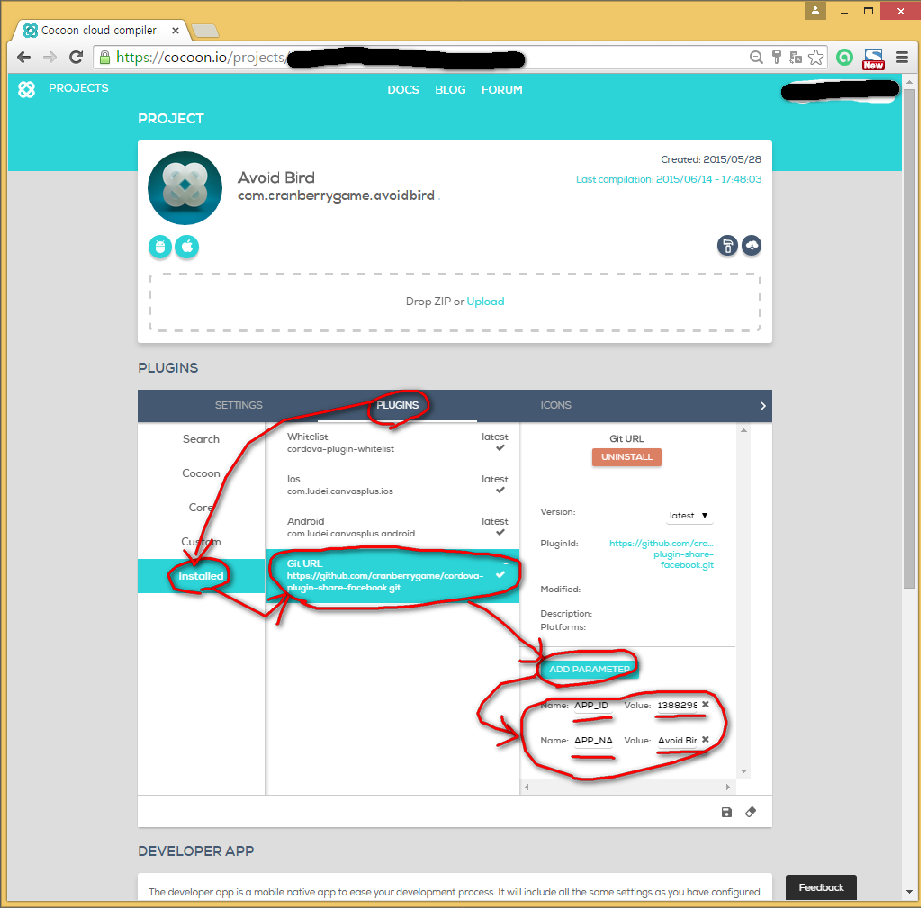 Cocoon cloud compiler
https://cocoon.io/projects/
New
PROJECTS
DOCS BLOG FORUM
PROJECT
Avoid Bird
com.cranberrygame.avoidbird .
Created: 2015/05/28
Last compilation: 2015/06/14 - 17:48:03
Drop ZIP or Upload
PLUGINS
SETTINGS PLUGINS ICONS
Search
Cocoon
Core
Custom
Installed
Whitelist latest
cordova-plugin-whitelist
Ios latest
com.ludei.canvasplus.ios
Android latest
com.ludei.canvasplus.android
Git URL
https://github.com/cranberrygame/cordova-
plugin-share-facebook.git
Git URL
UNINSTALL
Version: latest
PluginId: https://github.com/cra...
plugin-share-
facebook.git
Modified:
Description:
Platforms:
ADD PARAMETER
Name: APP_ID Value: 1388298
Name: APP_NA Value: Avoid Bir
DEVELOPER APP
The developer app is a mobile native app to ease your development process. It will include all the same settings as you have configured
Feedback